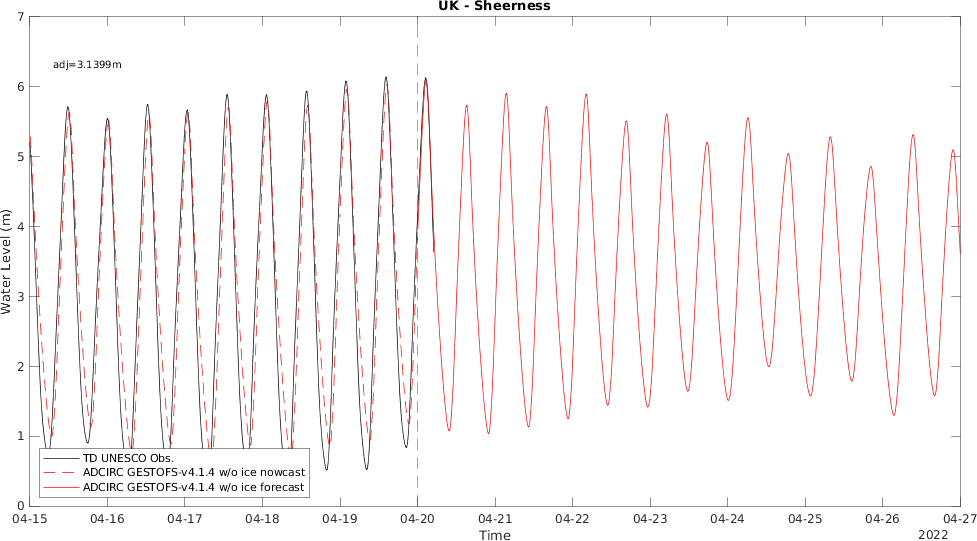 UK - Sheerness
adj=3.1399m
Water Level (m)
7
6
5
4
3
2
1
0
TD UNESCO Obs.
ADCIRC GESTOFS-v4.1.4 w/o ice nowcast
ADCIRC GESTOFS-v4.1.4 w/o ice forecast
04-15 04-16 04-17 04-18 04-19 04-20 04-21 04-22 04-23 04-24 04-25 04-26 04-27
Time
2022